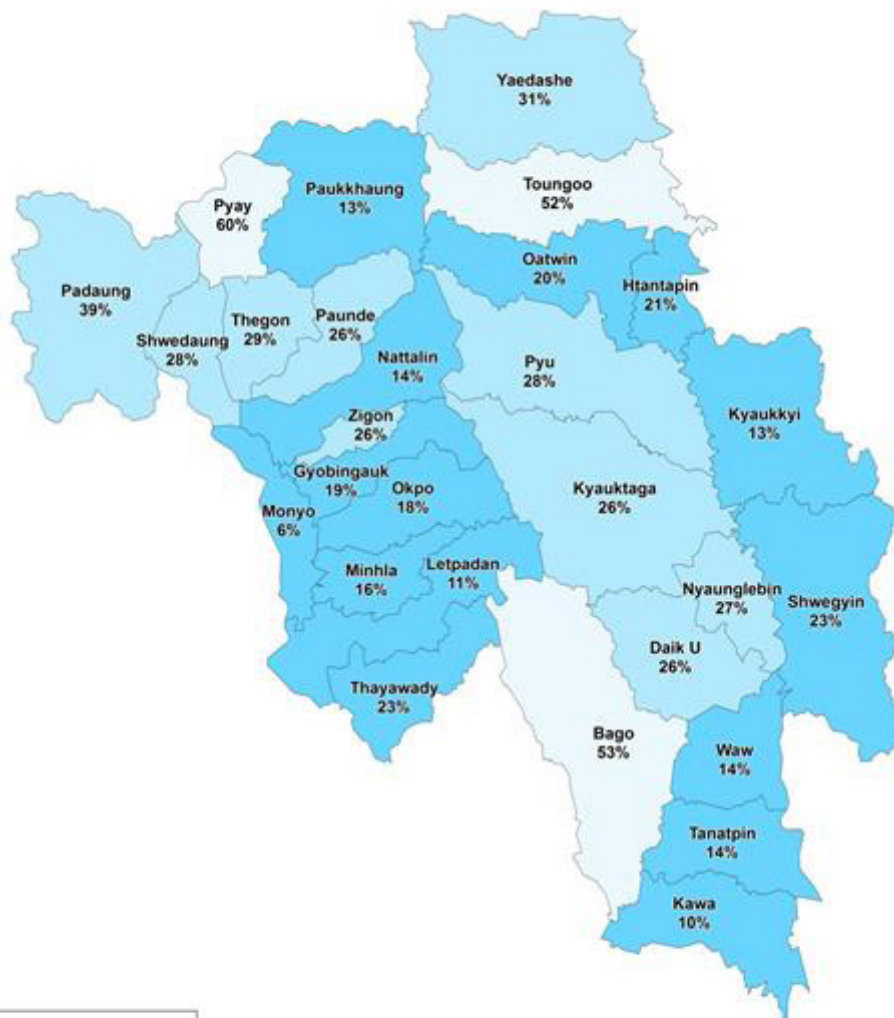 Yaedashe
31%
Toungoo
52%
Paukkhaung
13%
Pyay
60%
Oatwin
20%
Htantapin
21%
Padaung
39%
Shwedaung
28%
Thegon
29%
Paunde
26%
Nattalin
14%
Pyu
28%
Kyaukkyi
13%
Zigon
26%
Gyobingauk
19%
Okpo
18%
Kyauktaga
26%
Monyo
6%
Minhla
16%
Letpadan
11%
Nyaunglebin
27%
Shwegyin
23%
Daik U
26%
Thayawady
23%
Bago
53%
Waw
14%
Tanatpin
14%
Kawa
10%